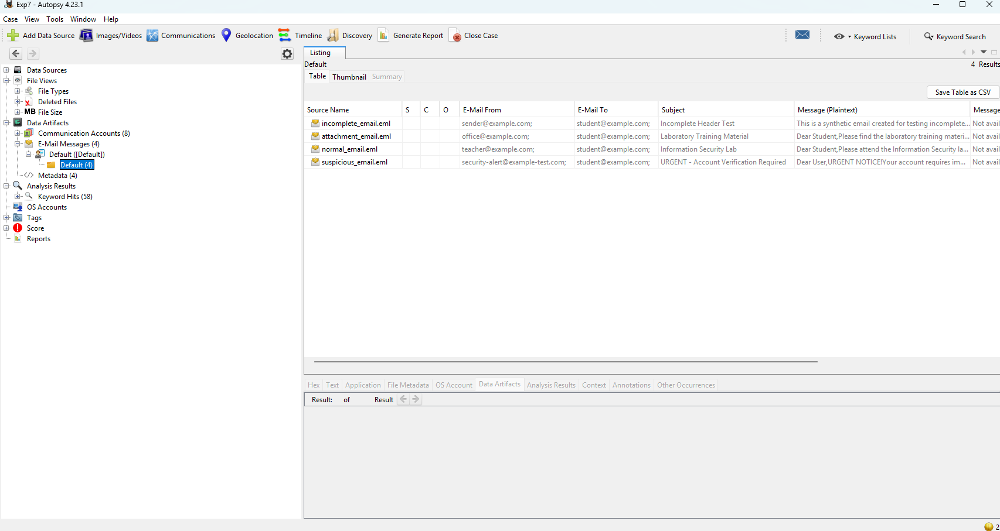 Exp7 - Autopsy 4.23.1
Case View Tools Window Help
Add Data Source Images/Videos Communications Geolocation Timeline Discovery Generate Report Close Case Keyword Lists Keyword Search
Data Sources
File Views
File Types
Deleted Files
MB File Size
Data Artifacts
Communication Accounts (8)
E-Mail Messages (4)
Default ([Default])
Default (4)
Metadata (4)
Analysis Results
Keyword Hits (58)
OS Accounts
Tags
Score
Reports
Listing
Default 4 Results
Table Thumbnail Summary
Save Table as CSV
Source Name S C O E-Mail From E-Mail To Subject Message (Plaintext) Message
incomplete_email.eml sender@example.com; student@example.com; Incomplete Header Test This is a synthetic email created for testing incomplete... Not avail
attachment_email.eml office@example.com; student@example.com; Laboratory Training Material Dear Student,Please find the laboratory training materi... Not avail
normal_email.eml teacher@example.com; student@example.com; Information Security Lab Dear Student,Please attend the Information Security la... Not avail
suspicious_email.eml security-alert@example-test.com; student@example.com; URGENT - Account Verification Required Dear User,URGENT NOTICE!Your account requires im... Not avail
Hex Text Application File Metadata OS Account Data Artifacts Analysis Results Context Annotations Other Occurrences
Result: of Result
2